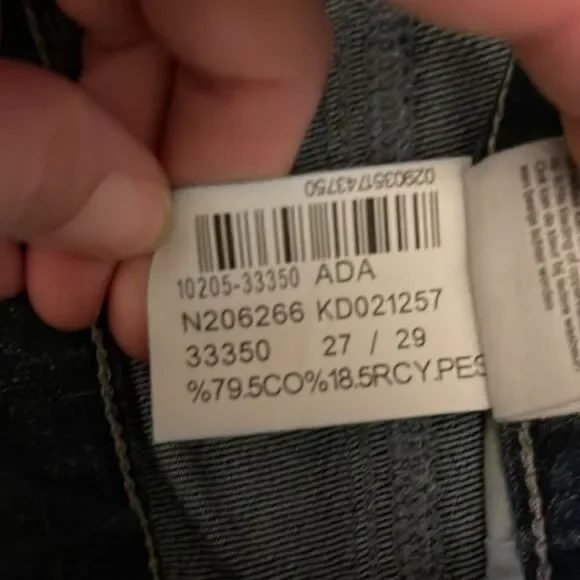 0290351743750
10205-33350 ADA
N206266 KD021257
33350 27 / 29
%79.5CO%18.5RCY.PES